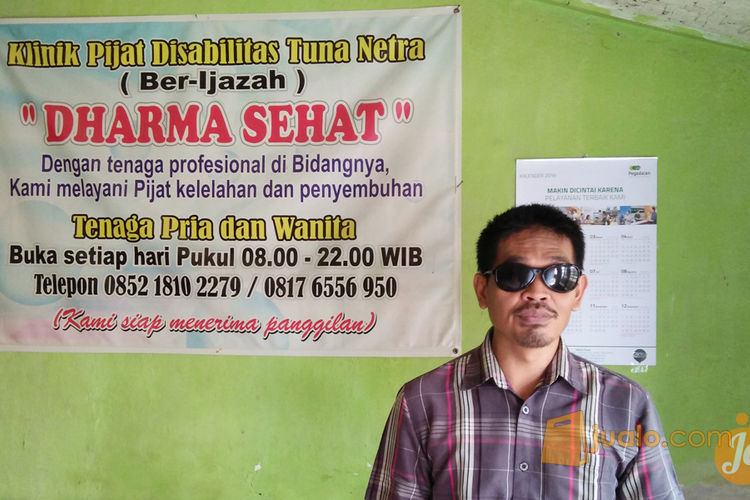 Klinik Pijat Disabilitas Tuna Netra
( Ber-Ijazah )
" DHARMA SEHAT "
Dengan tenaga profesional di Bidangnya,
Kami melayani Pijat kelelahan dan penyembuhan
Tenaga Pria dan Wanita
Buka setiap hari Pukul 08.00 - 22.00 WIB
Telepon 0852 1810 2279 / 0817 6556 950
(Kami siap menerima panggilan)
Pegadaian
MAKIN DICINTAI KARENA
PELAYANAN TERBAIK KAMI
jualo.com